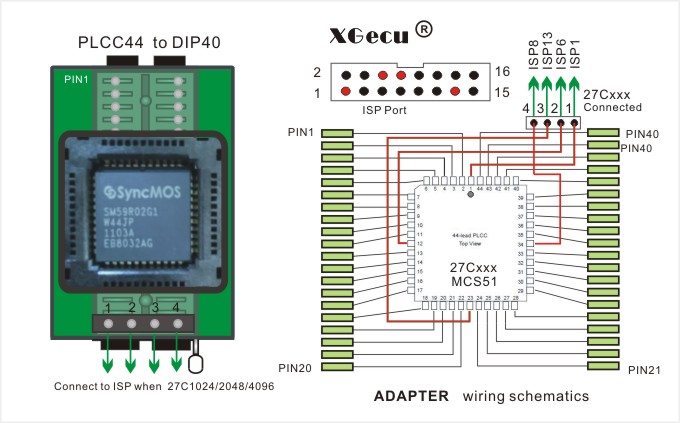 PLCC44 to DIP40
PIN1
SyncMOS
SM59R02G1
W44JP
1103A
EB8032AG
1 2 3 4
Connect to ISP when 27C1024/2048/4096
XGecu ®
2 16
1 15
ISP Port
ISP8
ISP13
ISP6
ISP1
27Cxxx
Connected
4 3 2 1
PIN1
PIN40
PIN40
6 5 4 3 2 1 44 43 42 41 40
7 39
8 38
9 37
10 36
11 35
12 34
13 33
14 32
15 31
16 30
17 29
44-lead PLCC
Top View
27Cxxx
MCS51
18 19 20 21 22 23 24 25 26 27 28
PIN20
PIN21
ADAPTER wiring schematics